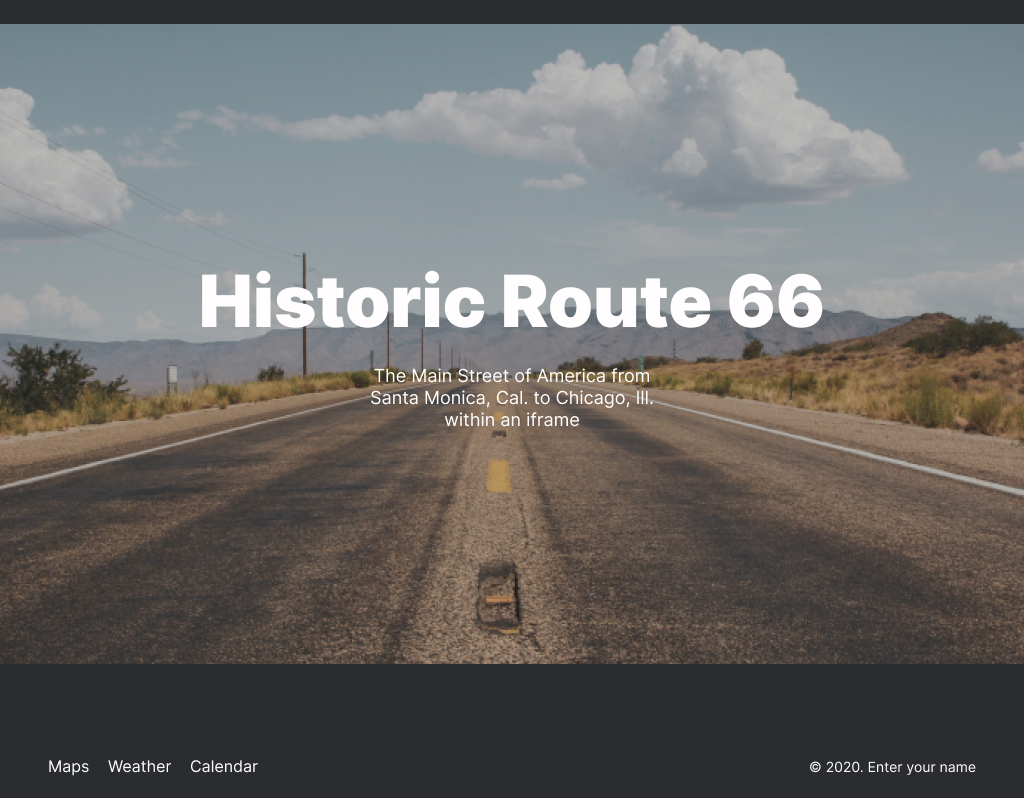 Historic Route 66
The Main Street of America from
Santa Monica, Cal. to Chicago, Ill.
within an iframe
Maps Weather Calendar
© 2020. Enter your name